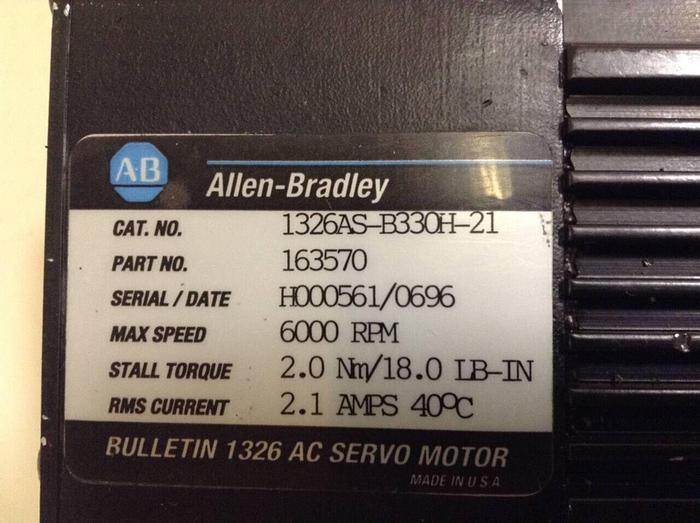 AB
Allen-Bradley
CAT. NO. 1326AS-B330H-21
PART NO. 163570
SERIAL / DATE H000561/0696
MAX SPEED 6000 RPM
STALL TORQUE 2.0 Nm/18.0 LB-IN
RMS CURRENT 2.1 AMPS 40ºC
BULLETIN 1326 AC SERVO MOTOR
MADE IN U S A